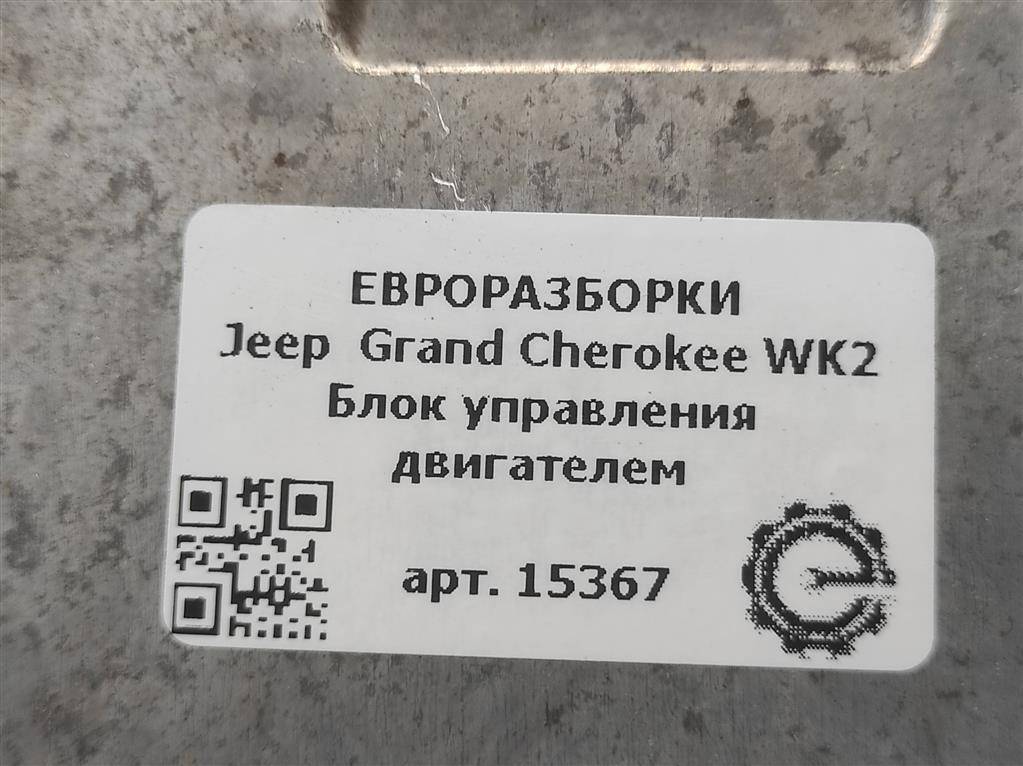 ЕВРОРАЗБОРКИ
Jeep Grand Cherokee WK2
Блок управления
двигателем
арт. 15367